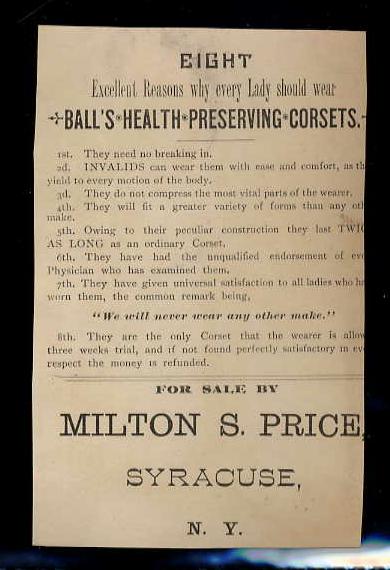 EIGHT
Excellent Reasons why every Lady should wear
BALL'S HEALTH PRESERVING CORSETS.
1st. They need no breaking in.
2d. INVALIDS can wear them with ease and comfort, as th
yield to every motion of the body.
3d. They do not compress the most vital parts of the wearer.
4th. They will fit a greater variety of forms than any oth
make.
5th. Owing to their peculiar construction they last TWIC
AS LONG as an ordinary Corset.
6th. They have had the unqualified endorsement of eve
Physician who has examined them.
7th. They have given universal satisfaction to all ladies who ha
worn them, the common remark being,
"We will never wear any other make."
8th. They are the only Corset that the wearer is allow
three weeks trial, and if not found perfectly satisfactory in eve
respect the money is refunded.
FOR SALE BY
MILTON S. PRICE,
SYRACUSE,
N. Y.